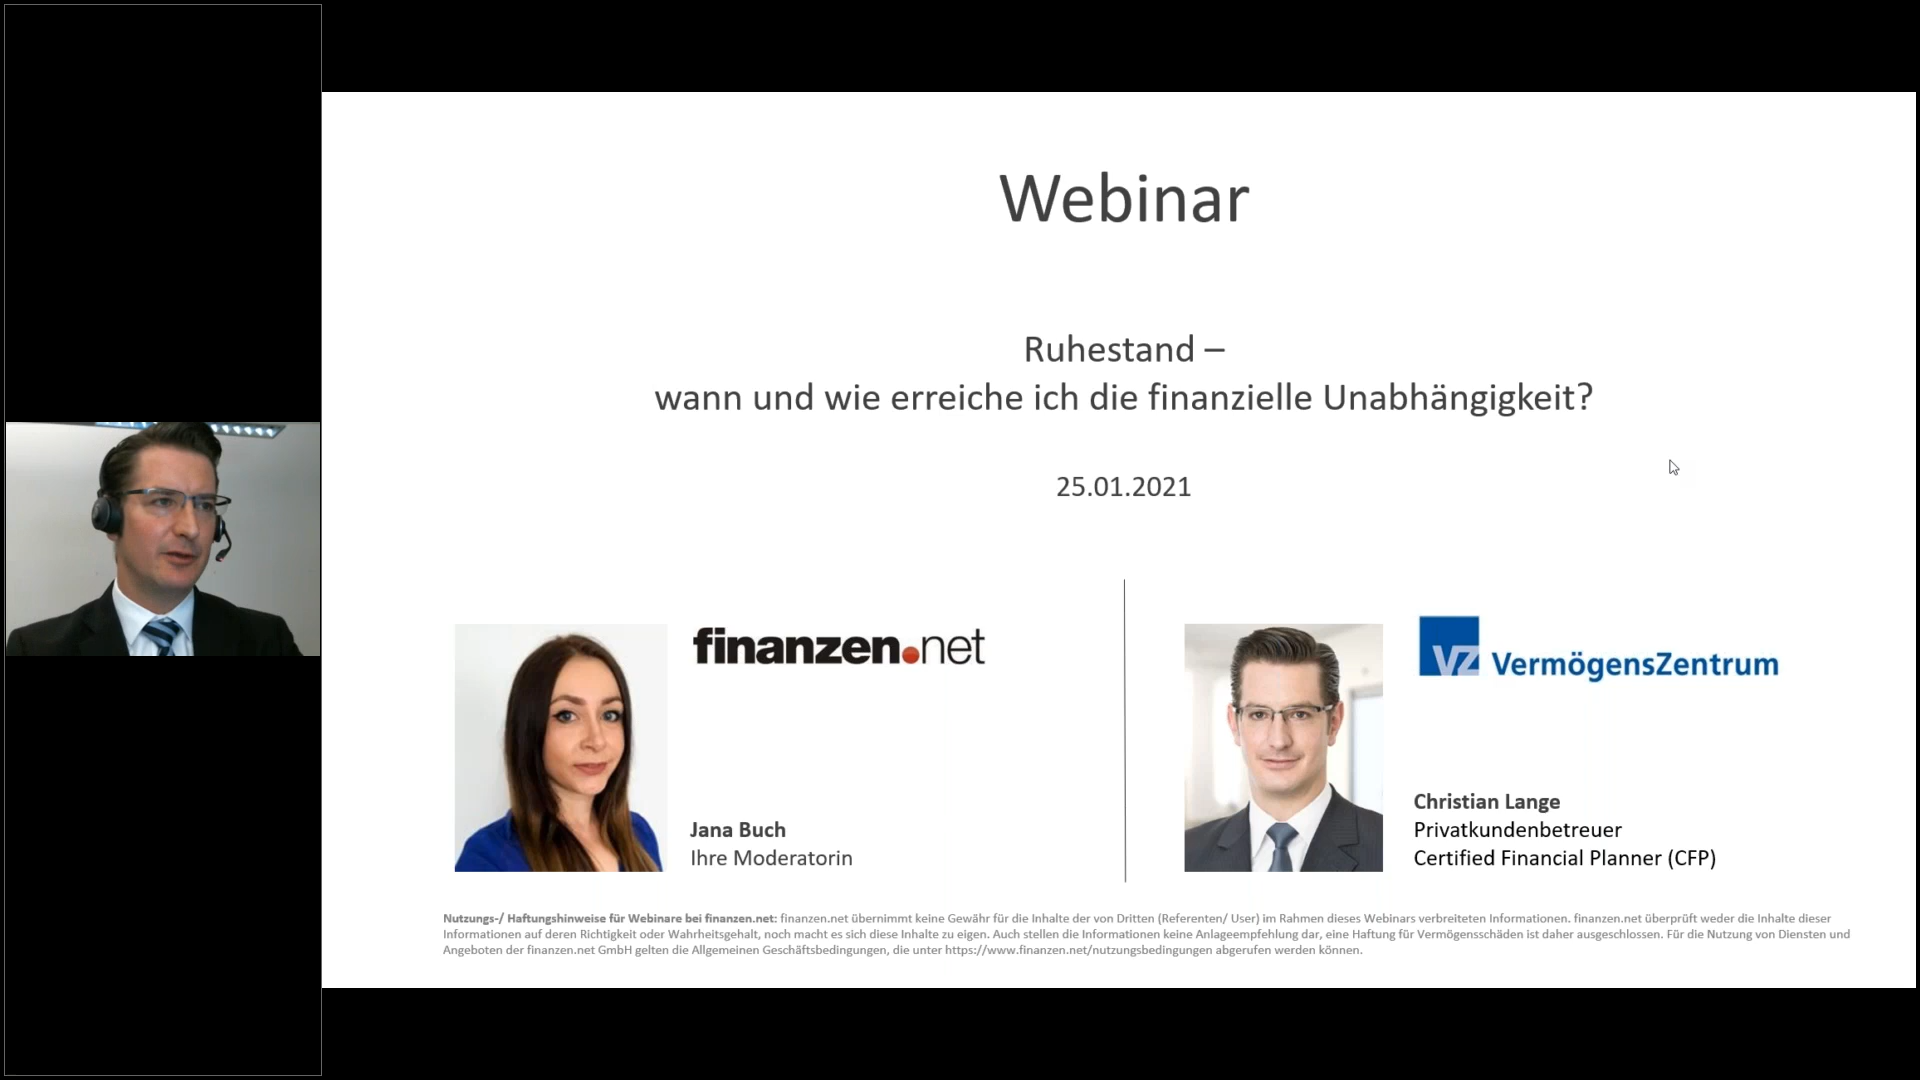 Webinar
Ruhestand –
wann und wie erreiche ich die finanzielle Unabhängigkeit?
25.01.2021
finanzen.net
Jana Buch
Ihre Moderatorin
VZ VermögensZentrum
Christian Lange
Privatkundenbetreuer
Certified Financial Planner (CFP)
Nutzungs-/ Haftungshinweise für Webinare bei finanzen.net: finanzen.net übernimmt keine Gewähr für die Inhalte der von Dritten (Referenten/ User) im Rahmen dieses Webinars verbreiteten Informationen. finanzen.net überprüft weder die Inhalte dieser
Informationen auf deren Richtigkeit oder Wahrheitsgehalt, noch macht es sich diese Inhalte zu eigen. Auch stellen die Informationen keine Anlageempfehlung dar, eine Haftung für Vermögensschäden ist daher ausgeschlossen. Für die Nutzung von Diensten und
Angeboten der finanzen.net GmbH gelten die Allgemeinen Geschäftsbedingungen, die unter https://www.finanzen.net/nutzungsbedingungen abgerufen werden können.